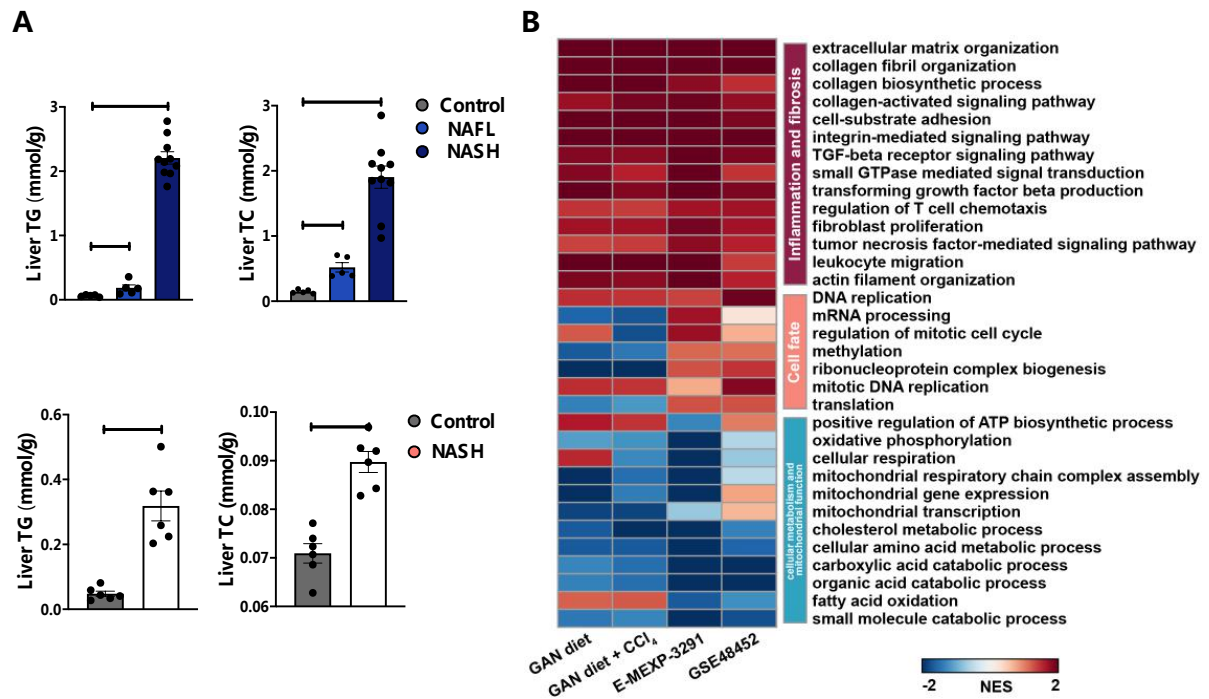 A
B
3
2
1
0
Liver TG (mmol/g)
3
2
1
0
Liver TC (mmol/g)
Control
NAFL
NASH
0.6
0.4
0.2
0.0
Liver TG (mmol/g)
0.10
0.09
0.08
0.07
0.06
Liver TC (mmol/g)
Control
NASH
Inflammation and fibrosis
extracellular matrix organization
collagen fibril organization
collagen biosynthetic process
collagen-activated signaling pathway
cell-substrate adhesion
integrin-mediated signaling pathway
TGF-beta receptor signaling pathway
small GTPase mediated signal transduction
transforming growth factor beta production
regulation of T cell chemotaxis
fibroblast proliferation
tumor necrosis factor-mediated signaling pathway
leukocyte migration
actin filament organization
Cell fate
DNA replication
mRNA processing
regulation of mitotic cell cycle
methylation
ribonucleoprotein complex biogenesis
mitotic DNA replication
translation
cellular metabolism and
mitochondrial function
positive regulation of ATP biosynthetic process
oxidative phosphorylation
cellular respiration
mitochondrial respiratory chain complex assembly
mitochondrial gene expression
mitochondrial transcription
cholesterol metabolic process
cellular amino acid metabolic process
carboxylic acid catabolic process
organic acid catabolic process
fatty acid oxidation
small molecule catabolic process
GAN diet
GAN diet + CCl₄
E-MEXP-3291
GSE48452
-2 NES 2